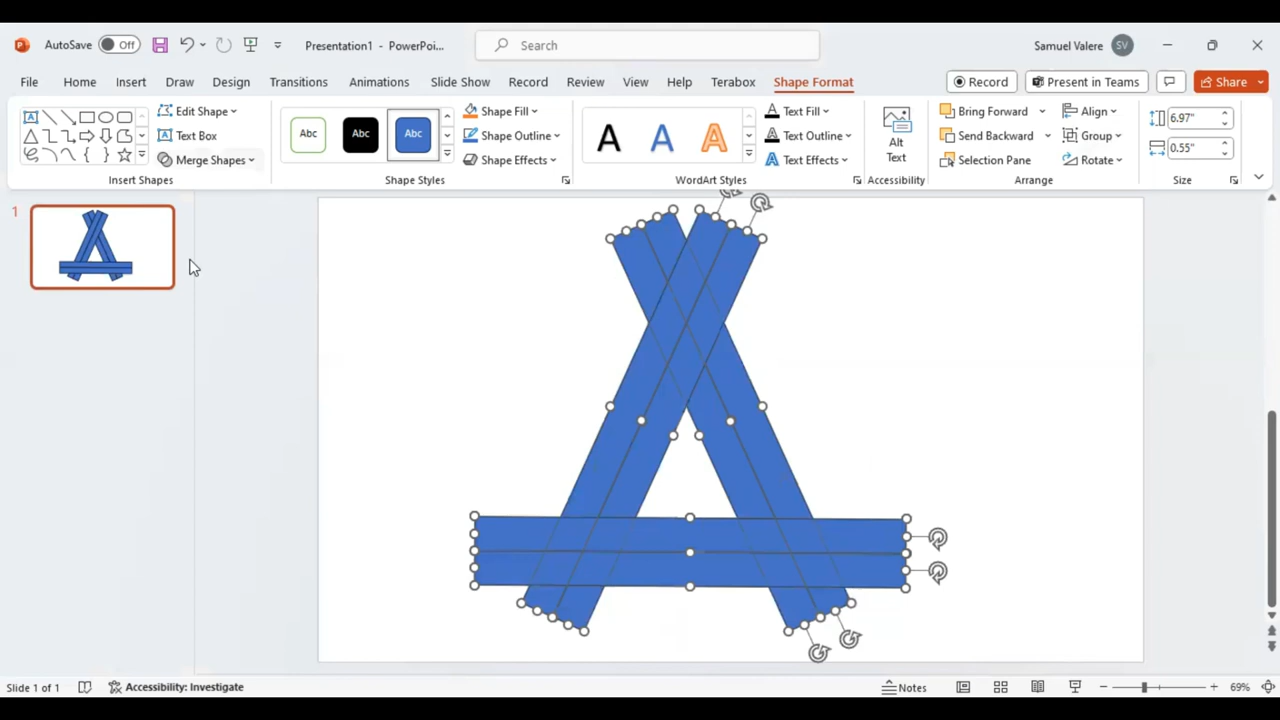 AutoSave Off Presentation1 - PowerPoi... Search Samuel Valere SV
File Home Insert Draw Design Transitions Animations Slide Show Record Review View Help Terabox Shape Format Record Present in Teams Share
Edit Shape Abc Abc Abc Shape Fill A A A Text Fill Alt Text Bring Forward Align 6.97"
Text Box Shape Outline Text Outline Send Backward Group 0.55"
Merge Shapes Shape Effects Text Effects Selection Pane Rotate
Insert Shapes Shape Styles WordArt Styles Accessibility Arrange Size
1
Slide 1 of 1 Accessibility: Investigate Notes 69%